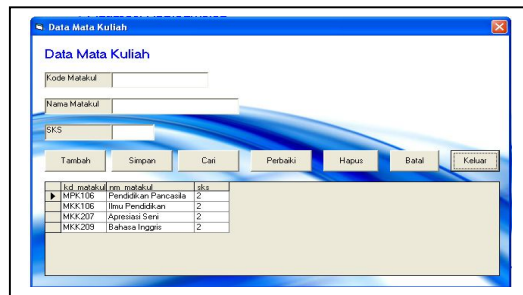 Data Mata Kuliah
Data Mata Kuliah
Kode Matakul
Nama Matakul
SKS
Tambah Simpan Cari Perbaiki Hapus Batal Keluar
kd_matakul nm_matakul sks
MPK106 Pendidikan Pancasila 2
MKK106 Ilmu Pendidikan 2
MKK207 Apresiasi Seni 2
MKK209 Bahasa Inggris 2